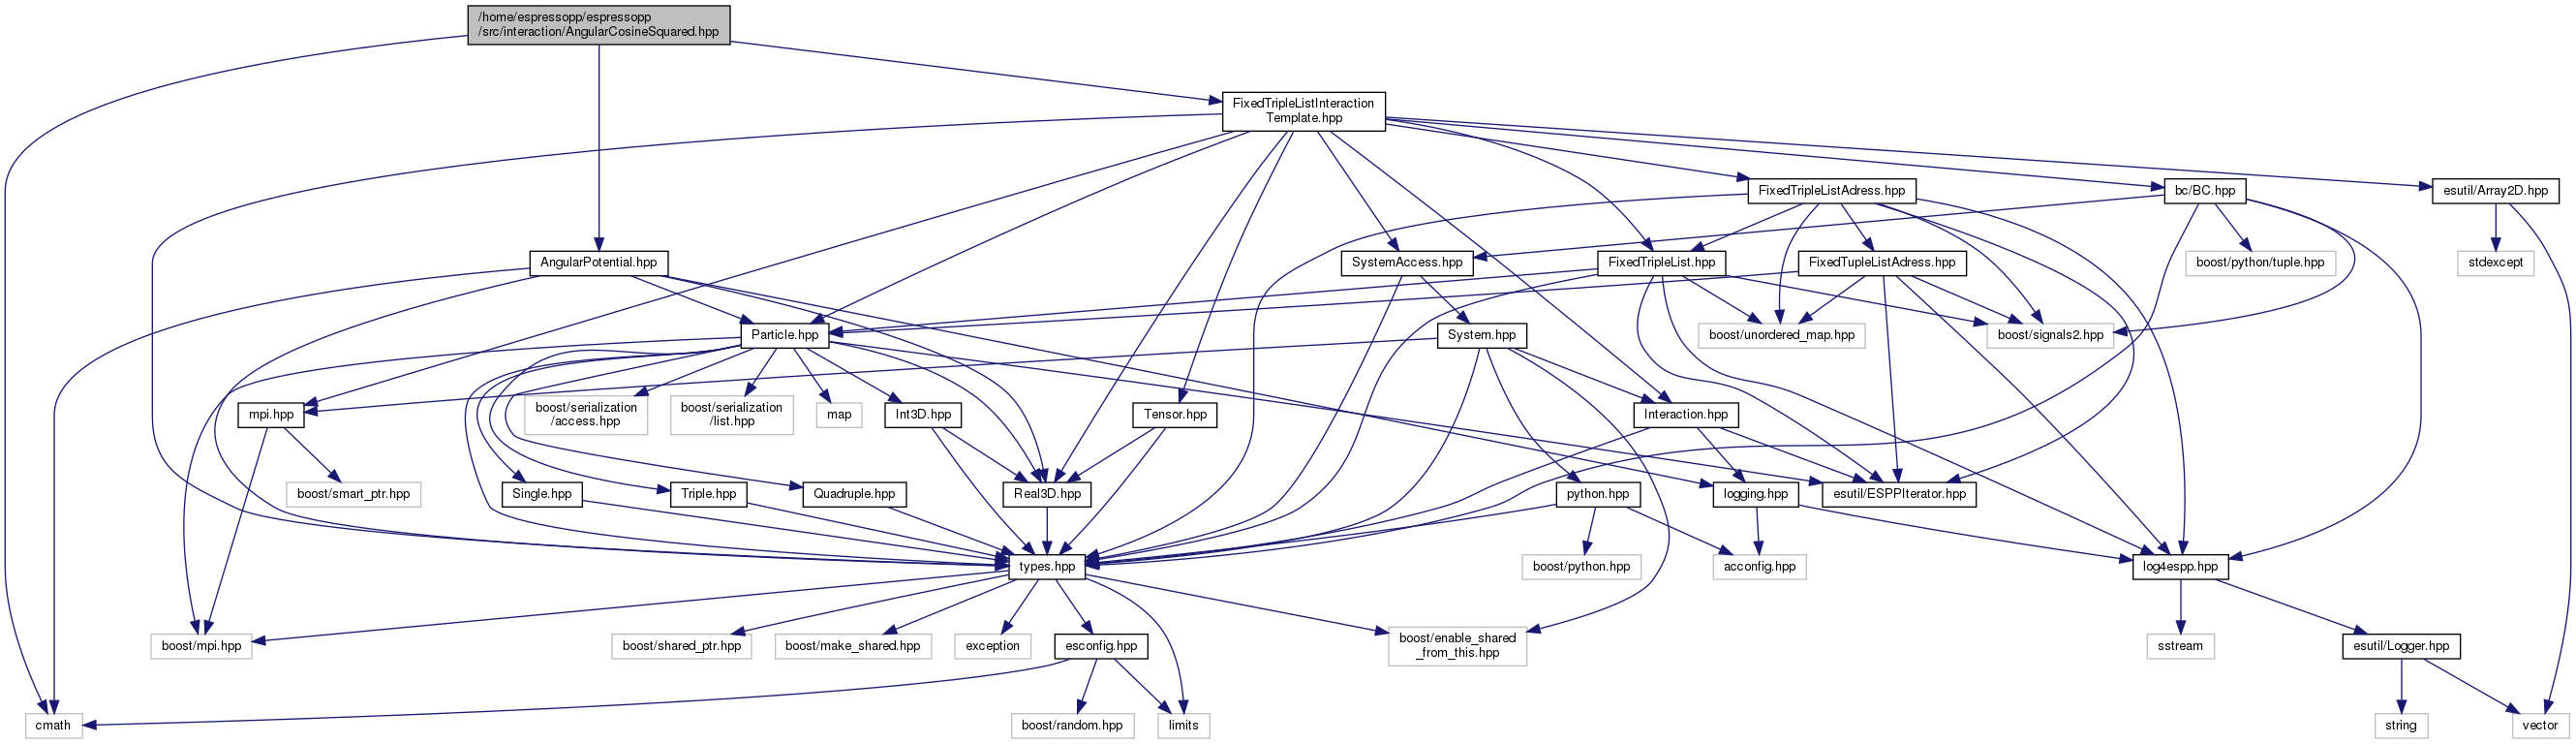 /home/espressopp/espressopp
/src/interaction/AngularCosineSquared.hpp
FixedTripleListInteraction
Template.hpp
FixedTripleListAdress.hpp
bc/BC.hpp
esutil/Array2D.hpp
AngularPotential.hpp
SystemAccess.hpp
FixedTripleList.hpp
FixedTupleListAdress.hpp
boost/python/tuple.hpp
stdexcept
Particle.hpp
System.hpp
boost/unordered_map.hpp
boost/signals2.hpp
mpi.hpp
boost/serialization
/access.hpp
boost/serialization
/list.hpp
map
Int3D.hpp
Tensor.hpp
Interaction.hpp
boost/smart_ptr.hpp
Single.hpp
Triple.hpp
Quadruple.hpp
Real3D.hpp
python.hpp
logging.hpp
esutil/ESPPIterator.hpp
types.hpp
boost/python.hpp
acconfig.hpp
log4espp.hpp
boost/mpi.hpp
boost/shared_ptr.hpp
boost/make_shared.hpp
exception
esconfig.hpp
boost/enable_shared
_from_this.hpp
sstream
esutil/Logger.hpp
cmath
boost/random.hpp
limits
string
vector